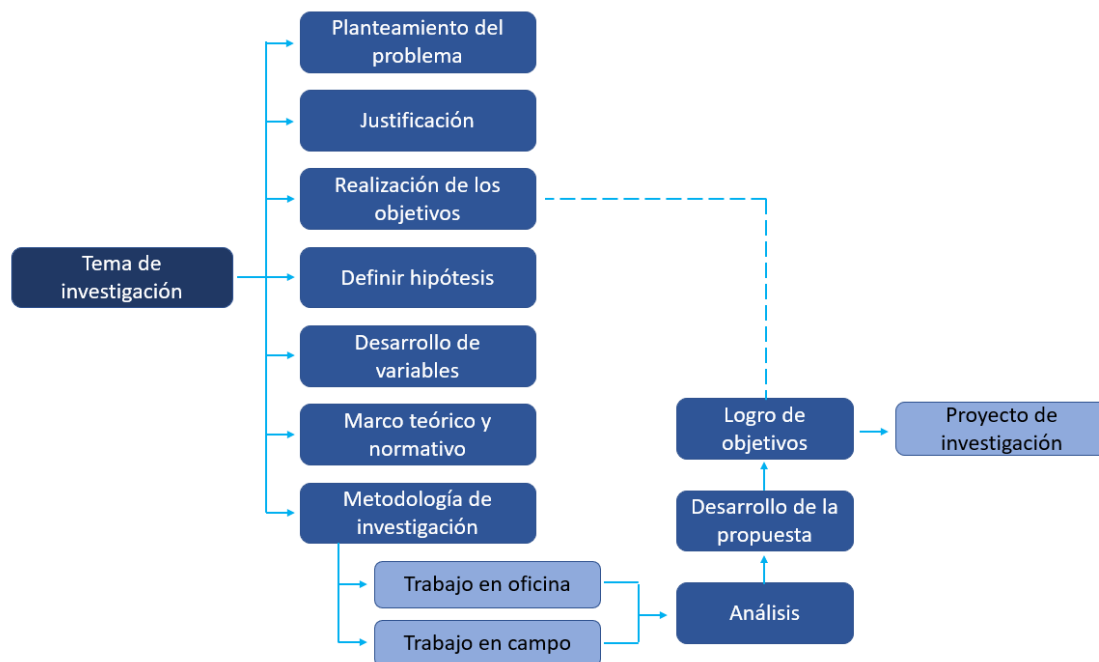 Planteamiento del
problema
Justificación
Realización de los
objetivos
Tema de
investigación
Definir hipótesis
Desarrollo de
variables
Marco teórico y
normativo
Metodología de
investigación
Trabajo en oficina
Trabajo en campo
Análisis
Desarrollo de la
propuesta
Logro de
objetivos
Proyecto de
investigación